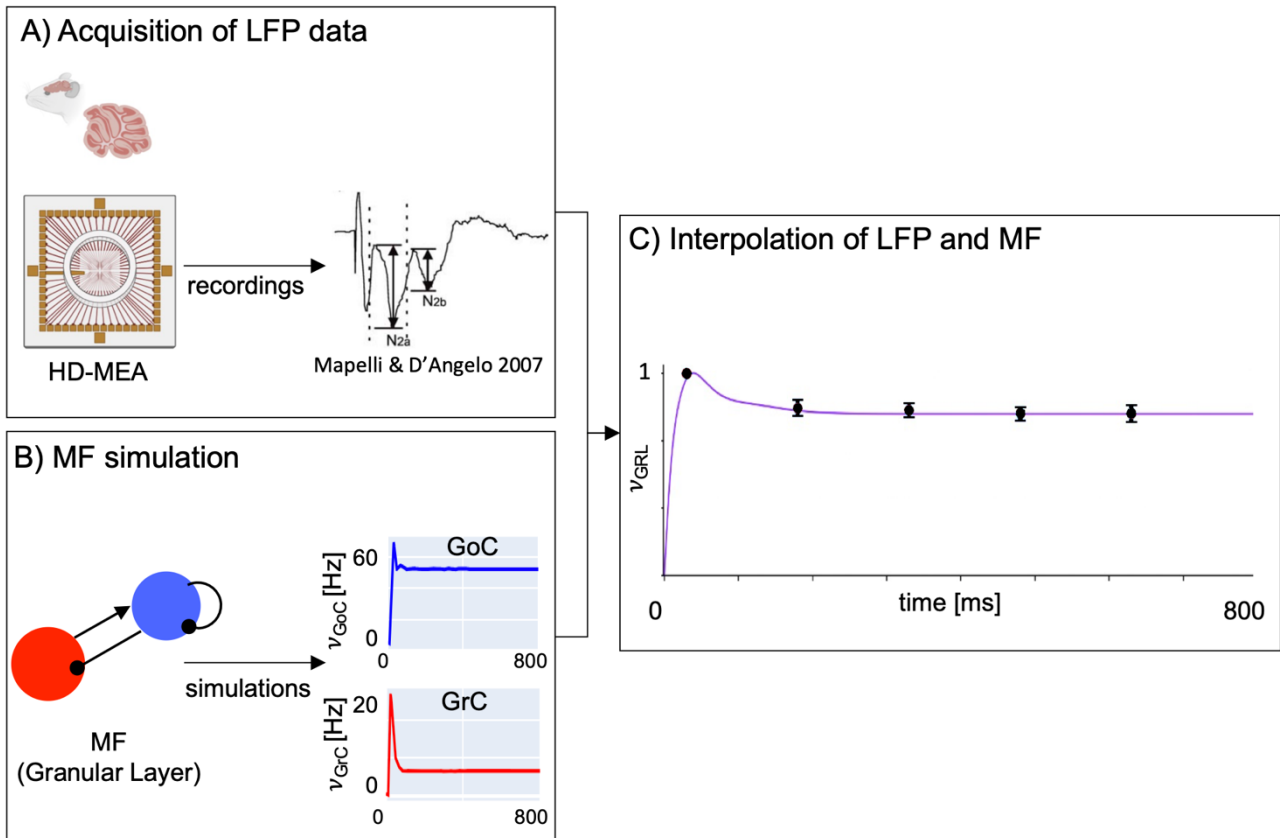 A) Acquisition of LFP data
recordings
N2a
N2b
HD-MEA
Mapelli & D’Angelo 2007
B) MF simulation
MF
(Granular Layer)
simulations
GoC
νGoC [Hz]
60
0
0
800
GrC
νGrC [Hz]
20
0
0
800
C) Interpolation of LFP and MF
1
νGRL
0
time [ms]
800